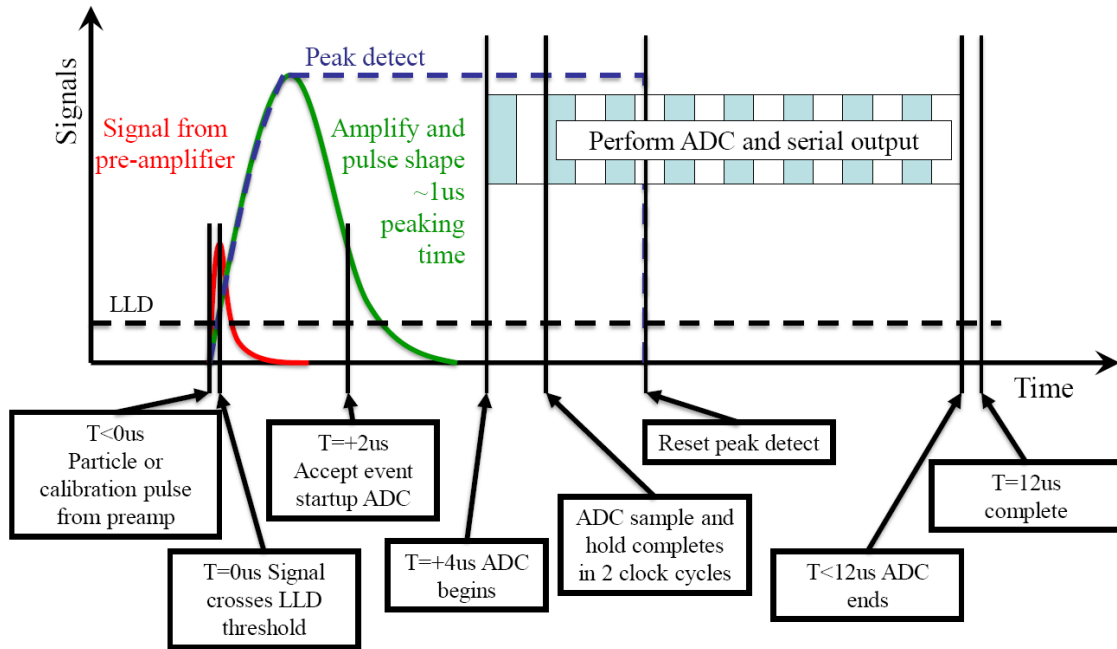 Signals
Peak detect
Signal from
pre-amplifier
Amplify and
pulse shape
~1us
peaking
time
Perform ADC and serial output
LLD
Time
T<0us
Particle or
calibration pulse
from preamp
T=0us Signal
crosses LLD
threshold
T=+2us
Accept event
startup ADC
T=+4us ADC
begins
ADC sample and
hold completes
in 2 clock cycles
Reset peak detect
T<12us ADC
ends
T=12us
complete